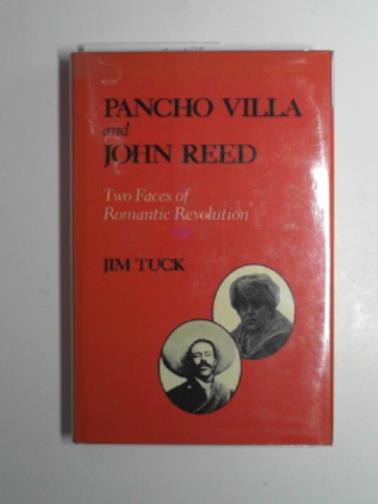 PANCHO VILLA
and
JOHN REED
Two Faces of
Romantic Revolution
JIM TUCK